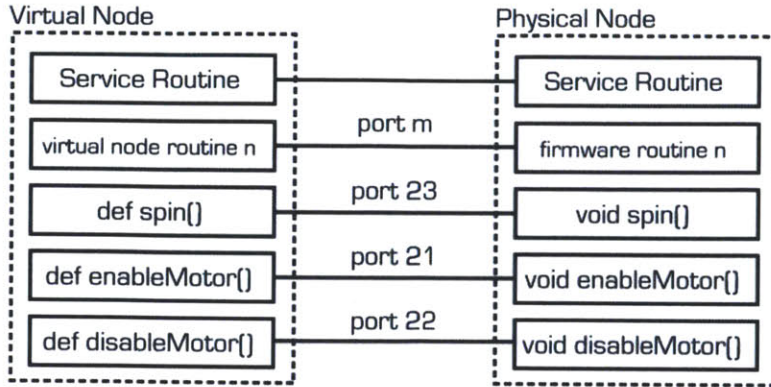 Virtual Node
Physical Node
Service Routine
Service Routine
port m
virtual node routine n
firmware routine n
port 23
def spin()
void spin()
port 21
def enableMotor()
void enableMotor()
port 22
def disableMotor()
void disableMotor()